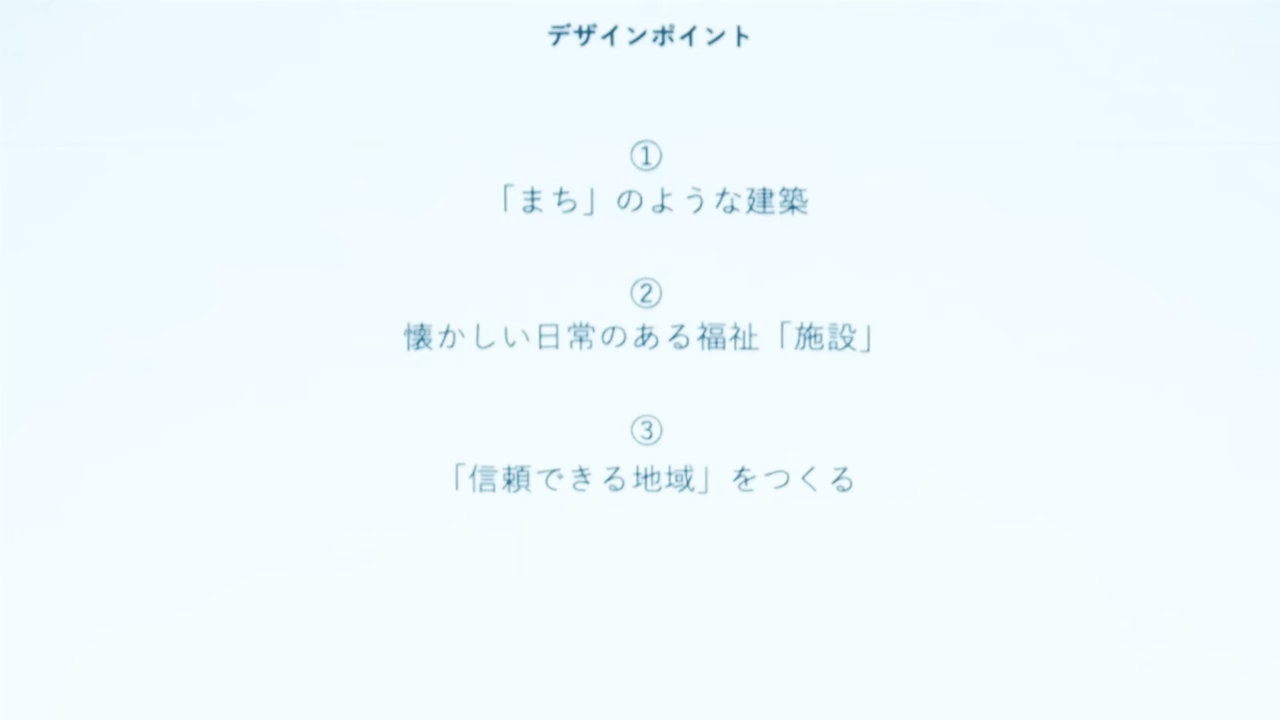 デザインポイント
①
「まち」のような建築
②
懐かしい日常のある福祉「施設」
③
「信頼できる地域」をつくる